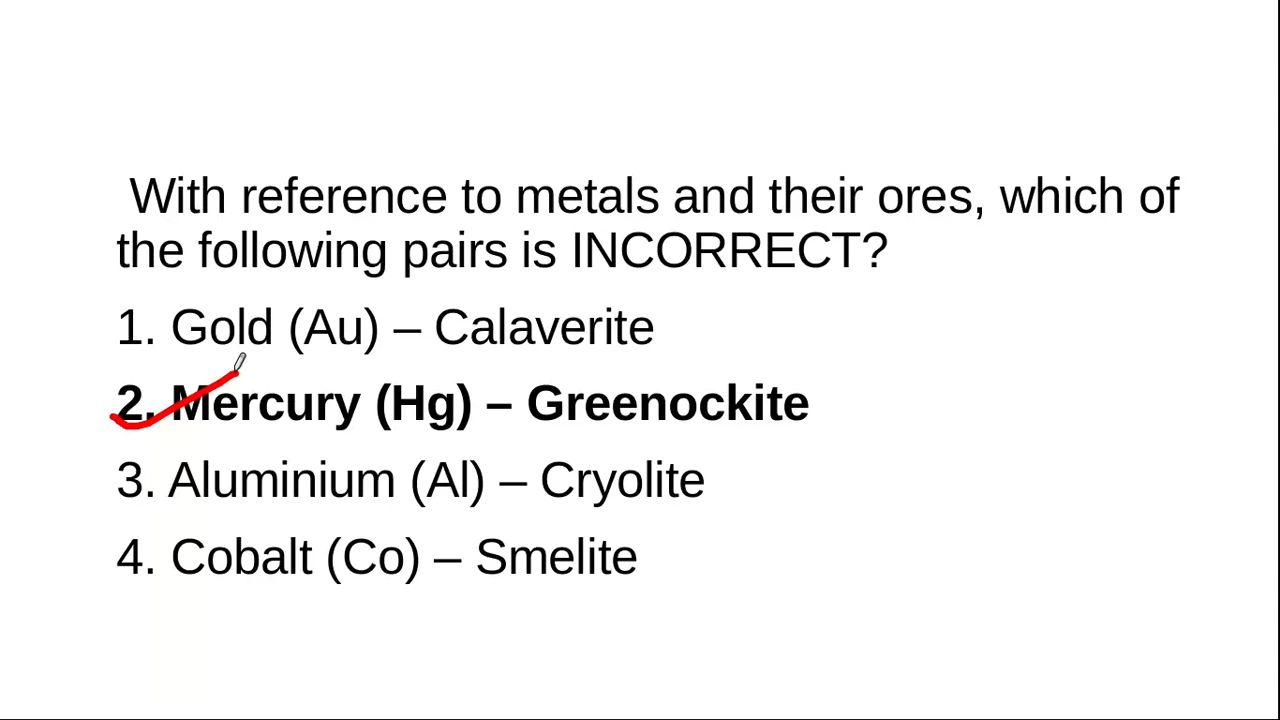 With reference to metals and their ores, which of
the following pairs is INCORRECT?
1. Gold (Au) – Calaverite
2. Mercury (Hg) – Greenockite
3. Aluminium (Al) – Cryolite
4. Cobalt (Co) – Smelite